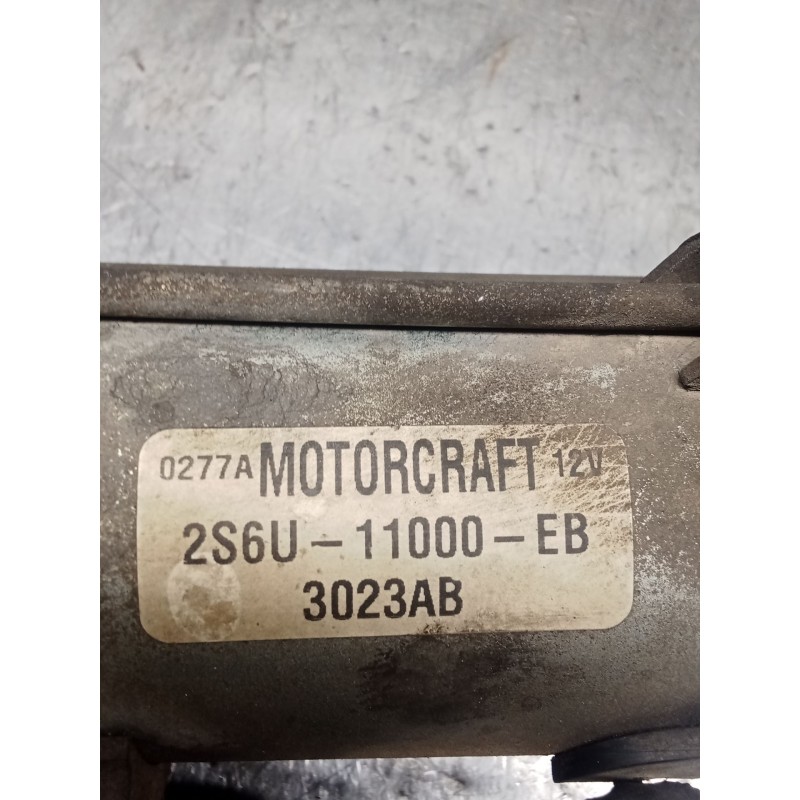 0277A MOTORCRAFT 12V
2S6U-11000-EB
3023AB